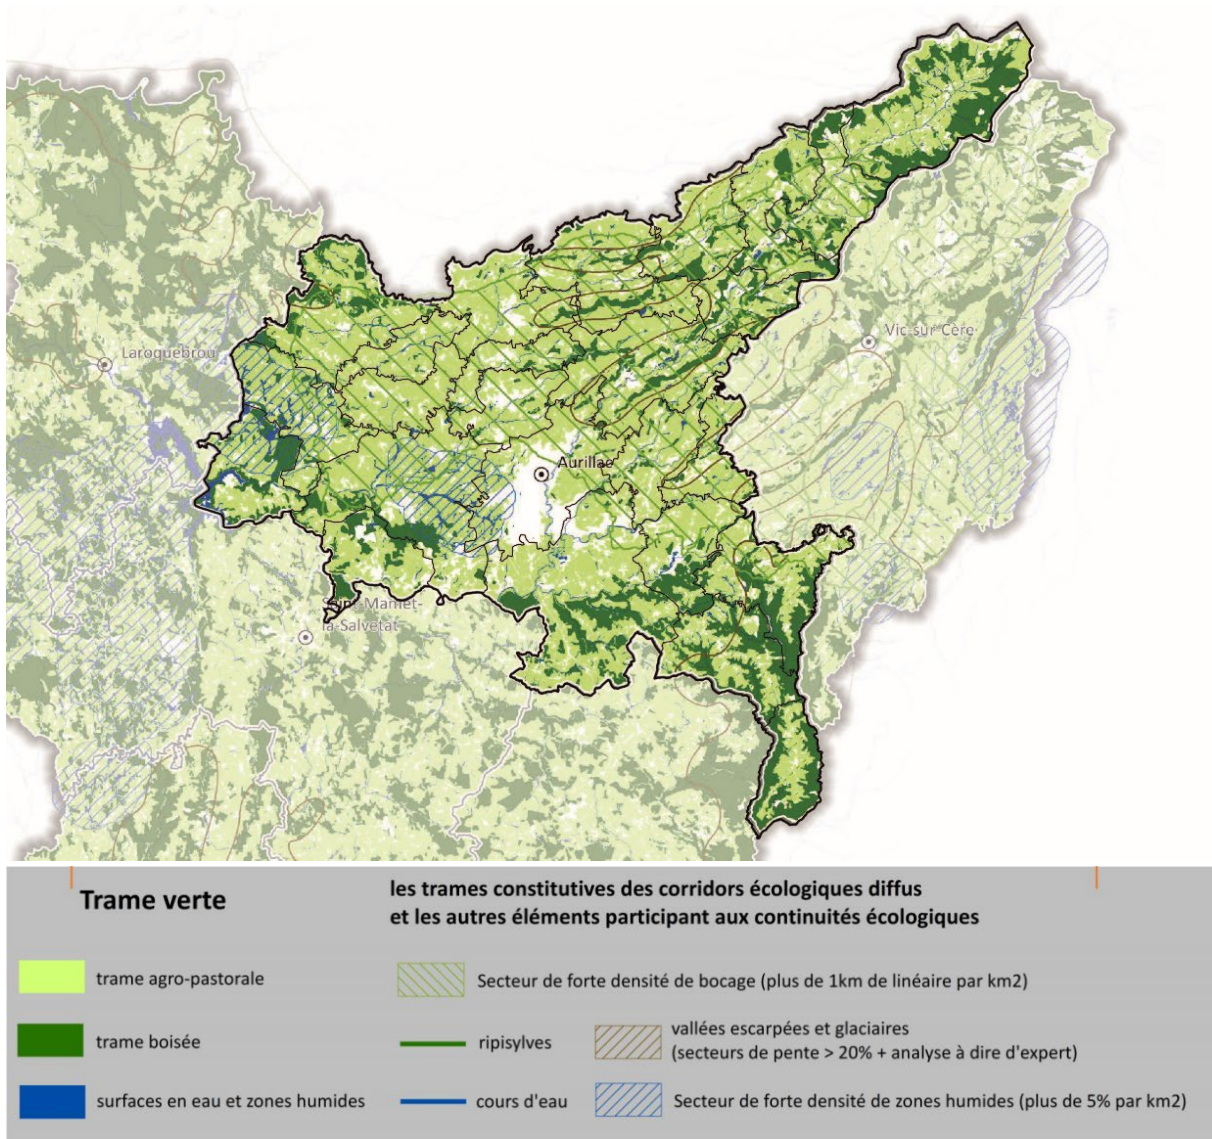 Laroquebrou
Vic-sur-Cère
Aurillac
Saint-Mamet-
la-Salvetat
Trame verte
les trames constitutives des corridors écologiques diffus
et les autres éléments participant aux continuités écologiques
trame agro-pastorale
Secteur de forte densité de bocage (plus de 1km de linéaire par km2)
trame boisée
ripisylves
vallées escarpées et glaciaires
(secteurs de pente > 20% + analyse à dire d'expert)
surfaces en eau et zones humides
cours d'eau
Secteur de forte densité de zones humides (plus de 5% par km2)